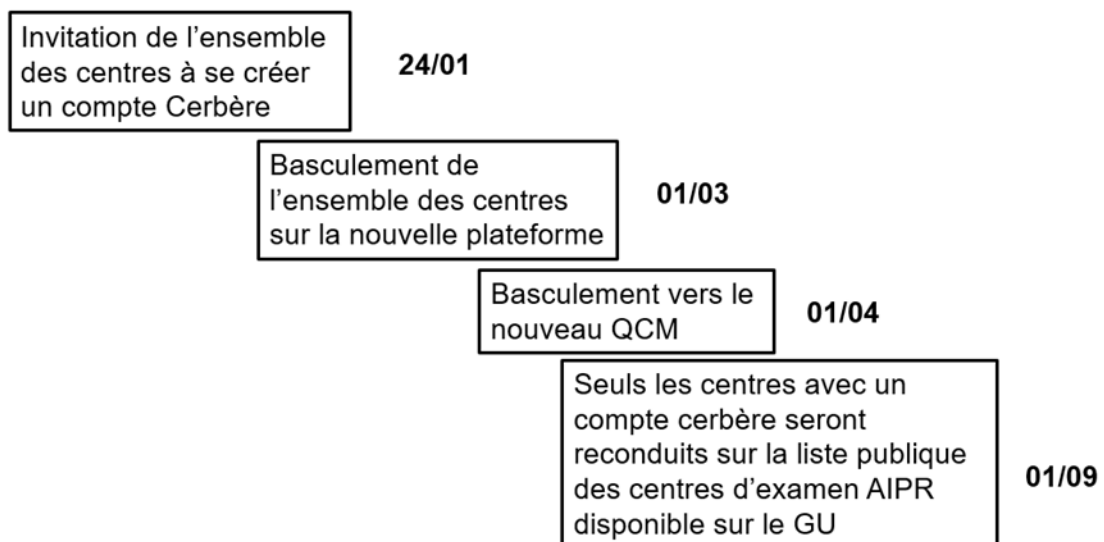 Invitation de l’ensemble
des centres à se créer
un compte Cerbère
24/01
Basculement de
l’ensemble des centres
sur la nouvelle plateforme
01/03
Basculement vers le
nouveau QCM
01/04
Seuls les centres avec un
compte cerbère seront
reconduits sur la liste publique
des centres d’examen AIPR
disponible sur le GU
01/09